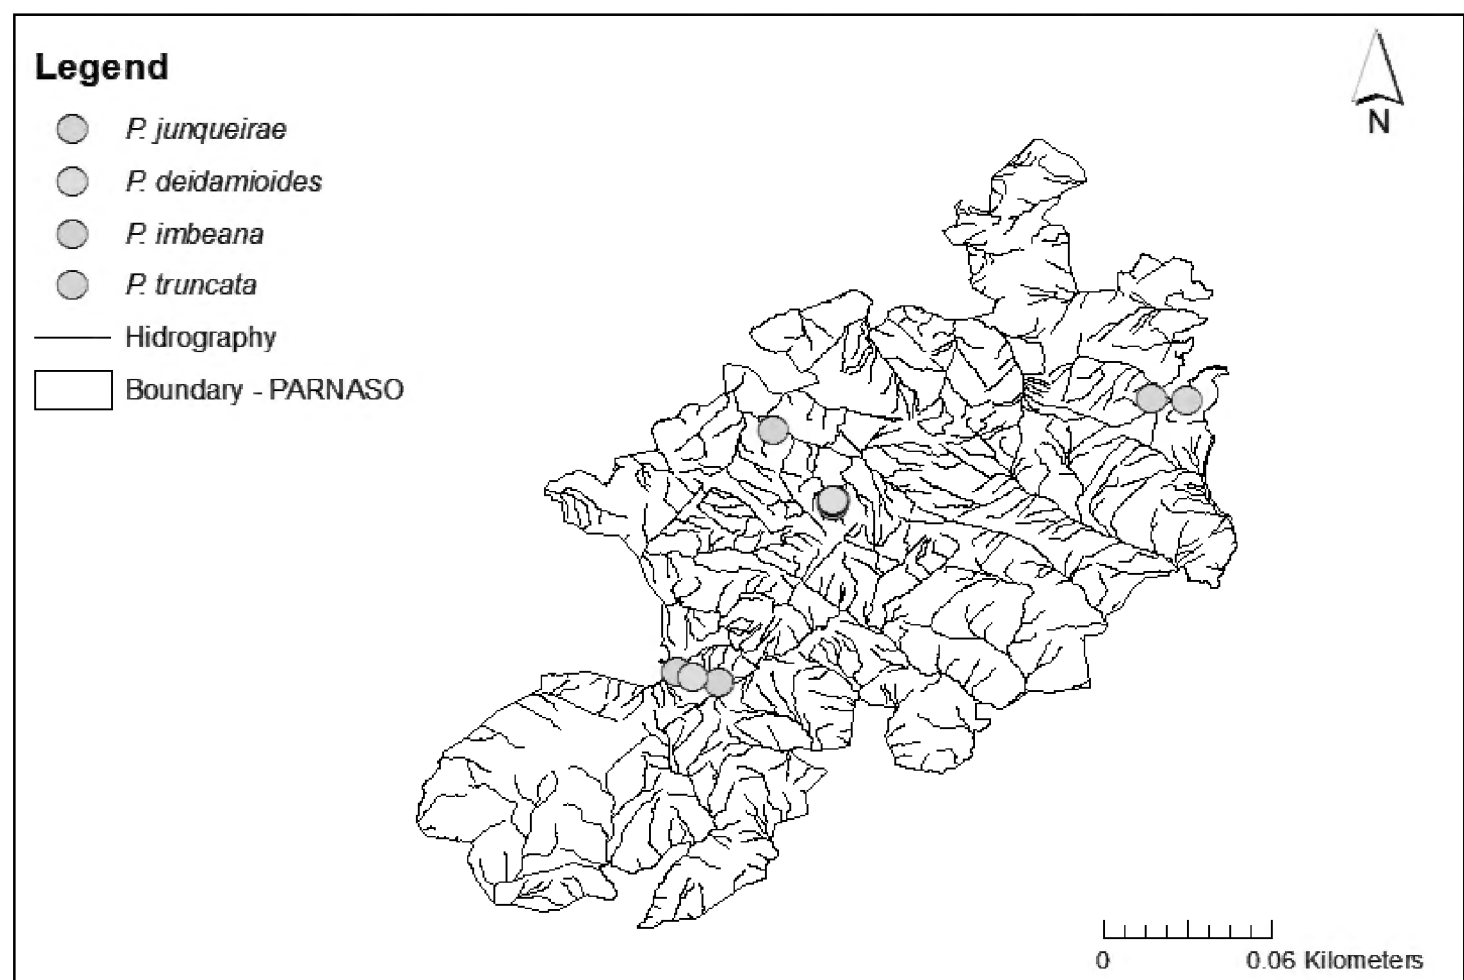 Legend
P. junqueirae
P. deidamioides
P. imbeana
P. truncata
Hidrography
Boundary - PARNASO
N
0 0.06 Kilometers